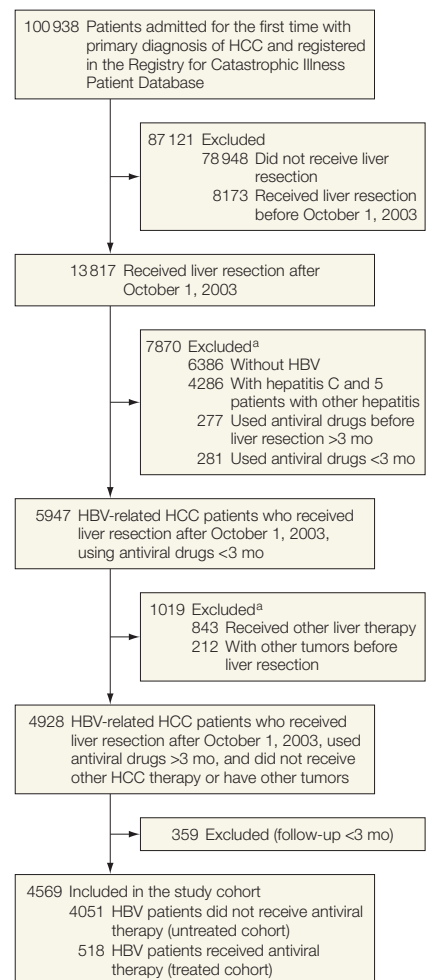 100 938 Patients admitted for the first time with
primary diagnosis of HCC and registered
in the Registry for Catastrophic Illness
Patient Database
87 121 Excluded
78 948 Did not receive liver
resection
8173 Received liver resection
before October 1, 2003
13 817 Received liver resection after
October 1, 2003
7870 Excludedᵃ
6386 Without HBV
4286 With hepatitis C and 5
patients with other hepatitis
277 Used antiviral drugs before
liver resection >3 mo
281 Used antiviral drugs <3 mo
5947 HBV-related HCC patients who received
liver resection after October 1, 2003,
using antiviral drugs <3 mo
1019 Excludedᵃ
843 Received other liver therapy
212 With other tumors before
liver resection
4928 HBV-related HCC patients who received
liver resection after October 1, 2003, used
antiviral drugs >3 mo, and did not receive
other HCC therapy or have other tumors
359 Excluded (follow-up <3 mo)
4569 Included in the study cohort
4051 HBV patients did not receive antiviral
therapy (untreated cohort)
518 HBV patients received antiviral
therapy (treated cohort)